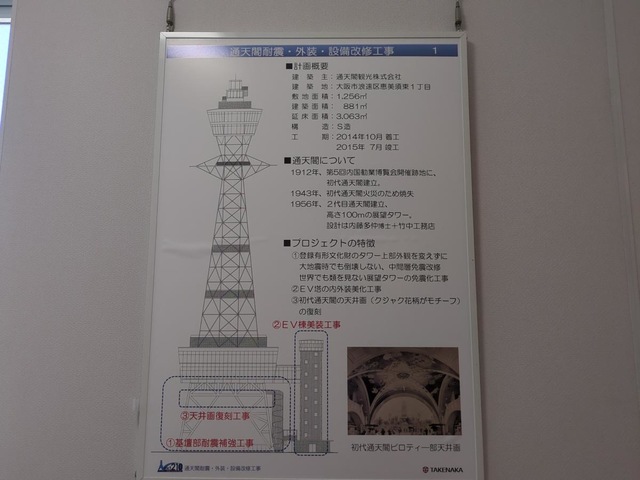 通天閣耐震・外装・設備改修工事 1
■計画概要
建築主：通天閣観光株式会社
建築地：大阪市浪速区恵美須東1丁目
敷地面積：1,256㎡
建築面積：881㎡
延床面積：3,063㎡
構造：S造
工期：2014年10月 着工
2015年 7月 竣工
■通天閣について
1912年、第5回内国勧業博覧会開催跡地に、
初代通天閣建立。
1943年、初代通天閣火災のため焼失
1956年、2代目通天閣建立、
高さ100mの展望タワー。
設計は内藤多仲博士＋竹中工務店
■プロジェクトの特徴
①登録有形文化財のタワー上部外観を変えずに
大地震時でも倒壊しない、中間層免震改修
世界でも類を見ない展望タワーの免震化工事
②EV塔の内外装美化工事
③初代通天閣の天井画（クジャク花柄がモチーフ）
の復刻
②EV棟美装工事
③天井画復刻工事
①基壇部耐震補強工事
初代通天閣ピロティー部天井画
通天閣耐震・外装・設備改修工事
TAKENAKA